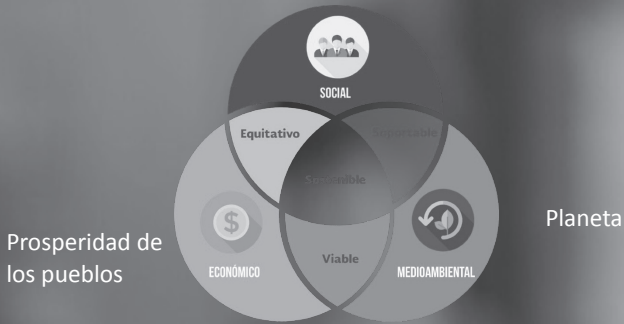 SOCIAL
Equitativo
Soportable
Sostenible
$
Prosperidad de
los pueblos
ECONÓMICO
Viable
MEDIOAMBIENTAL
Planeta